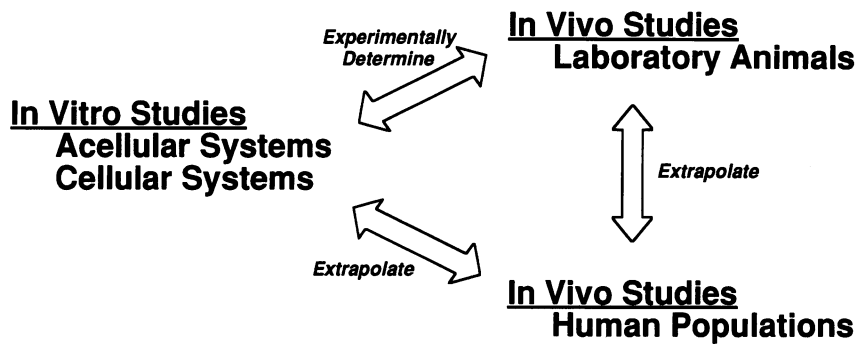 In Vitro Studies
Acellular Systems
Cellular Systems
Experimentally
Determine
In Vivo Studies
Laboratory Animals
Extrapolate
Extrapolate
In Vivo Studies
Human Populations